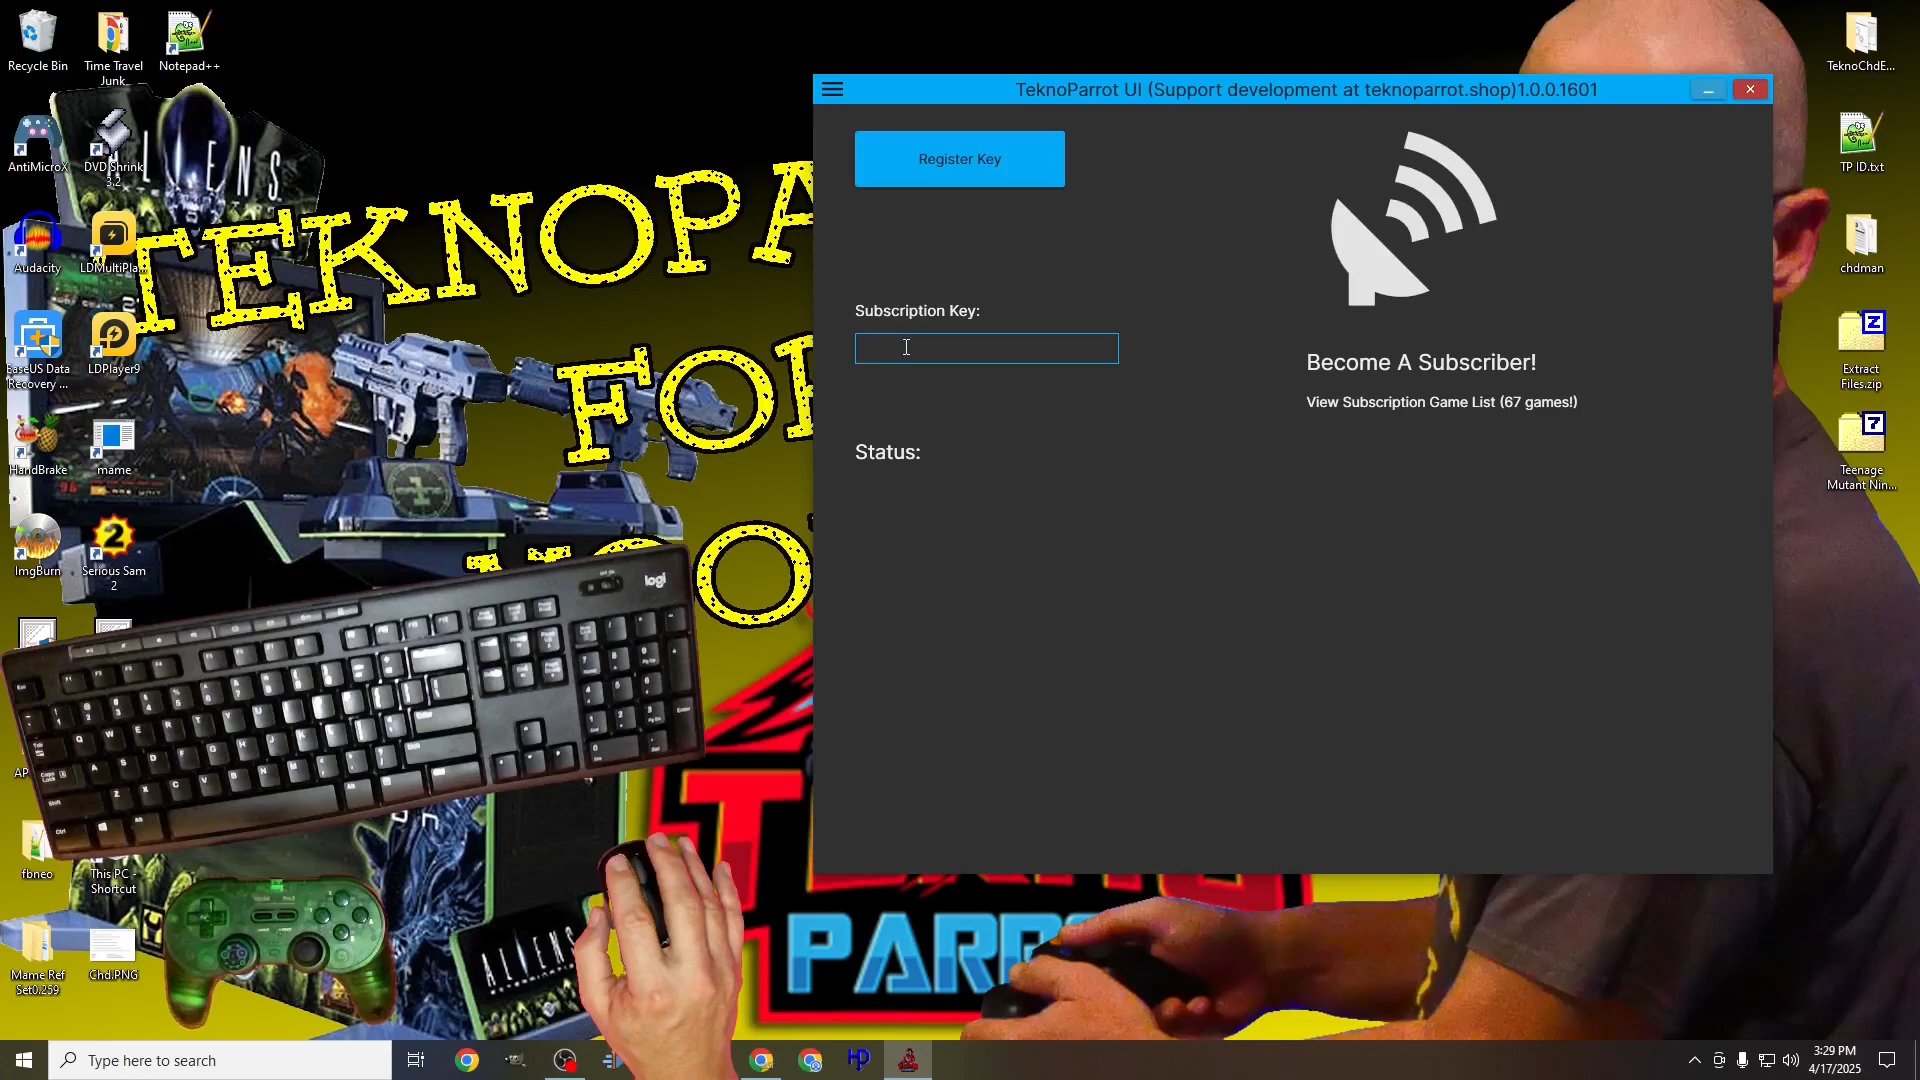 Recycle Bin
Time Travel
Junk
Notepad++
TeknoChdE...
TeknoParrot UI (Support development at teknoparrot.shop)1.0.0.1601
Register Key
AntiMicroX
DVD Shrink
3.2
TP ID.txt
ALIENS
TEKNOPA
Audacity
LDMultiPla...
chdman
Subscription Key:
FOR
EaseUS Data
Recovery ...
LDPlayer9
Become A Subscriber!
View Subscription Game List (67 games!)
Extract
Files.zip
Status:
HandBrake
mame
Teenage
Mutant Nin...
ImgBurn
Serious Sam
2
logi
AP
fbneo
This PC -
Shortcut
Mame Ref
Set0.259
Chd.PNG
ALIENS
PARR
Type here to search
3:29 PM
4/17/2025